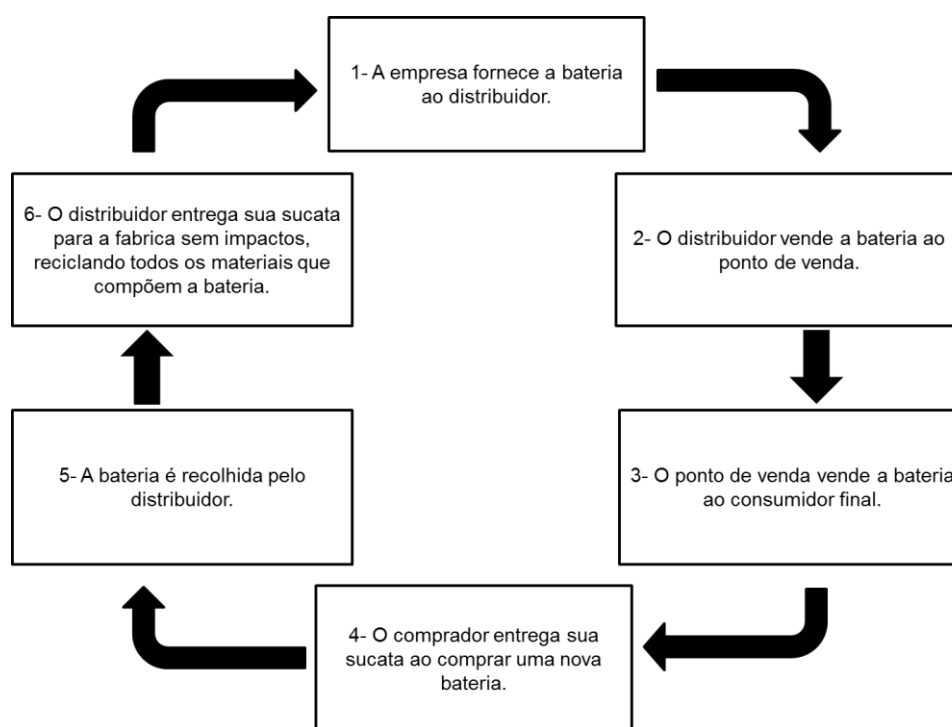 1- A empresa fornece a bateria
ao distribuidor.
2- O distribuidor vende a bateria ao
ponto de venda.
3- O ponto de venda vende a bateria
ao consumidor final.
4- O comprador entrega sua
sucata ao comprar uma nova
bateria.
5- A bateria é recolhida pelo
distribuidor.
6- O distribuidor entrega sua sucata
para a fabrica sem impactos,
reciclando todos os materiais que
compõem a bateria.